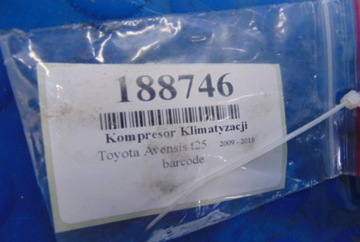 188746
Kompresor Klimatyzacji
Toyota Avensis t25 2009 - 2018
barcode